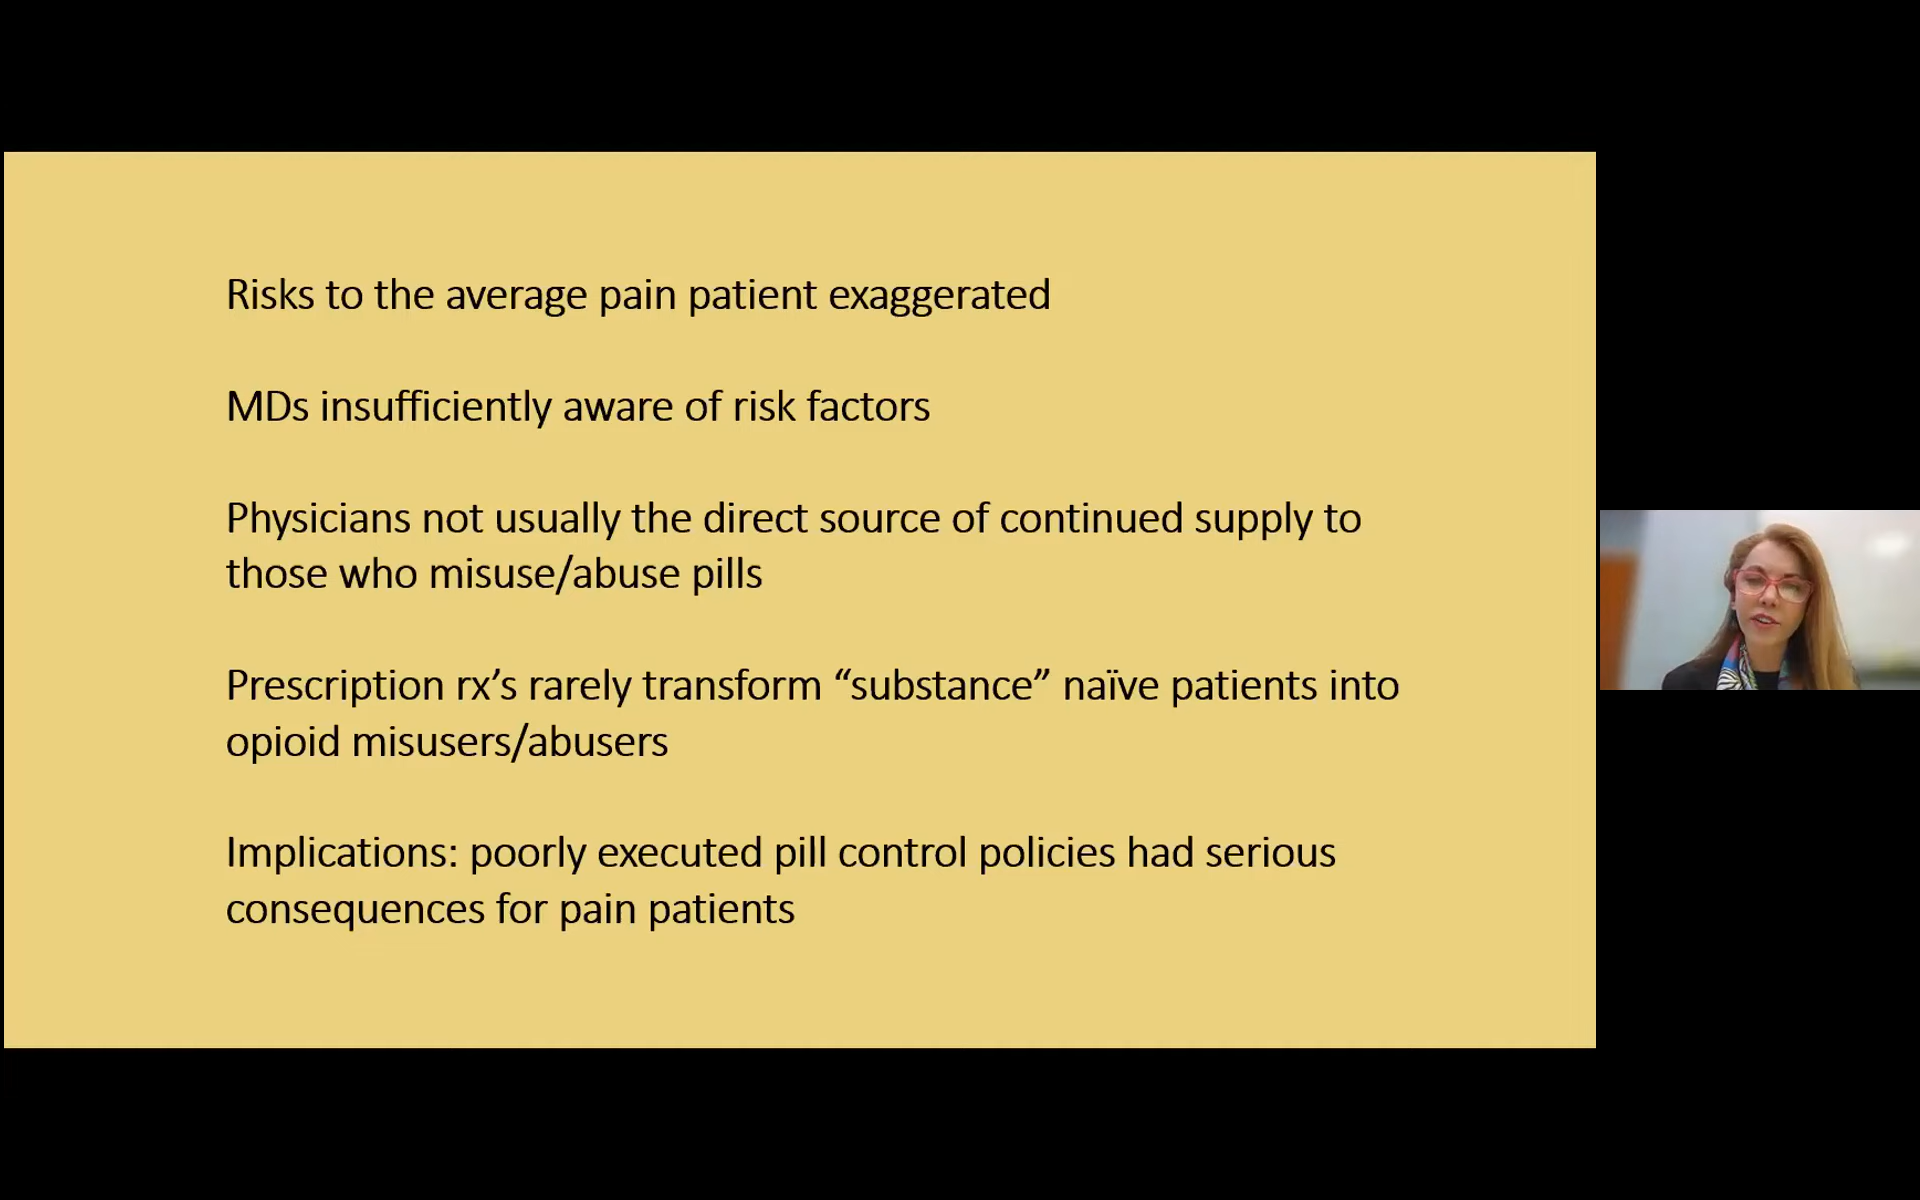 Risks to the average pain patient exaggerated
MDs insufficiently aware of risk factors
Physicians not usually the direct source of continued supply to
those who misuse/abuse pills
Prescription rx’s rarely transform “substance” naïve patients into
opioid misusers/abusers
Implications: poorly executed pill control policies had serious
consequences for pain patients